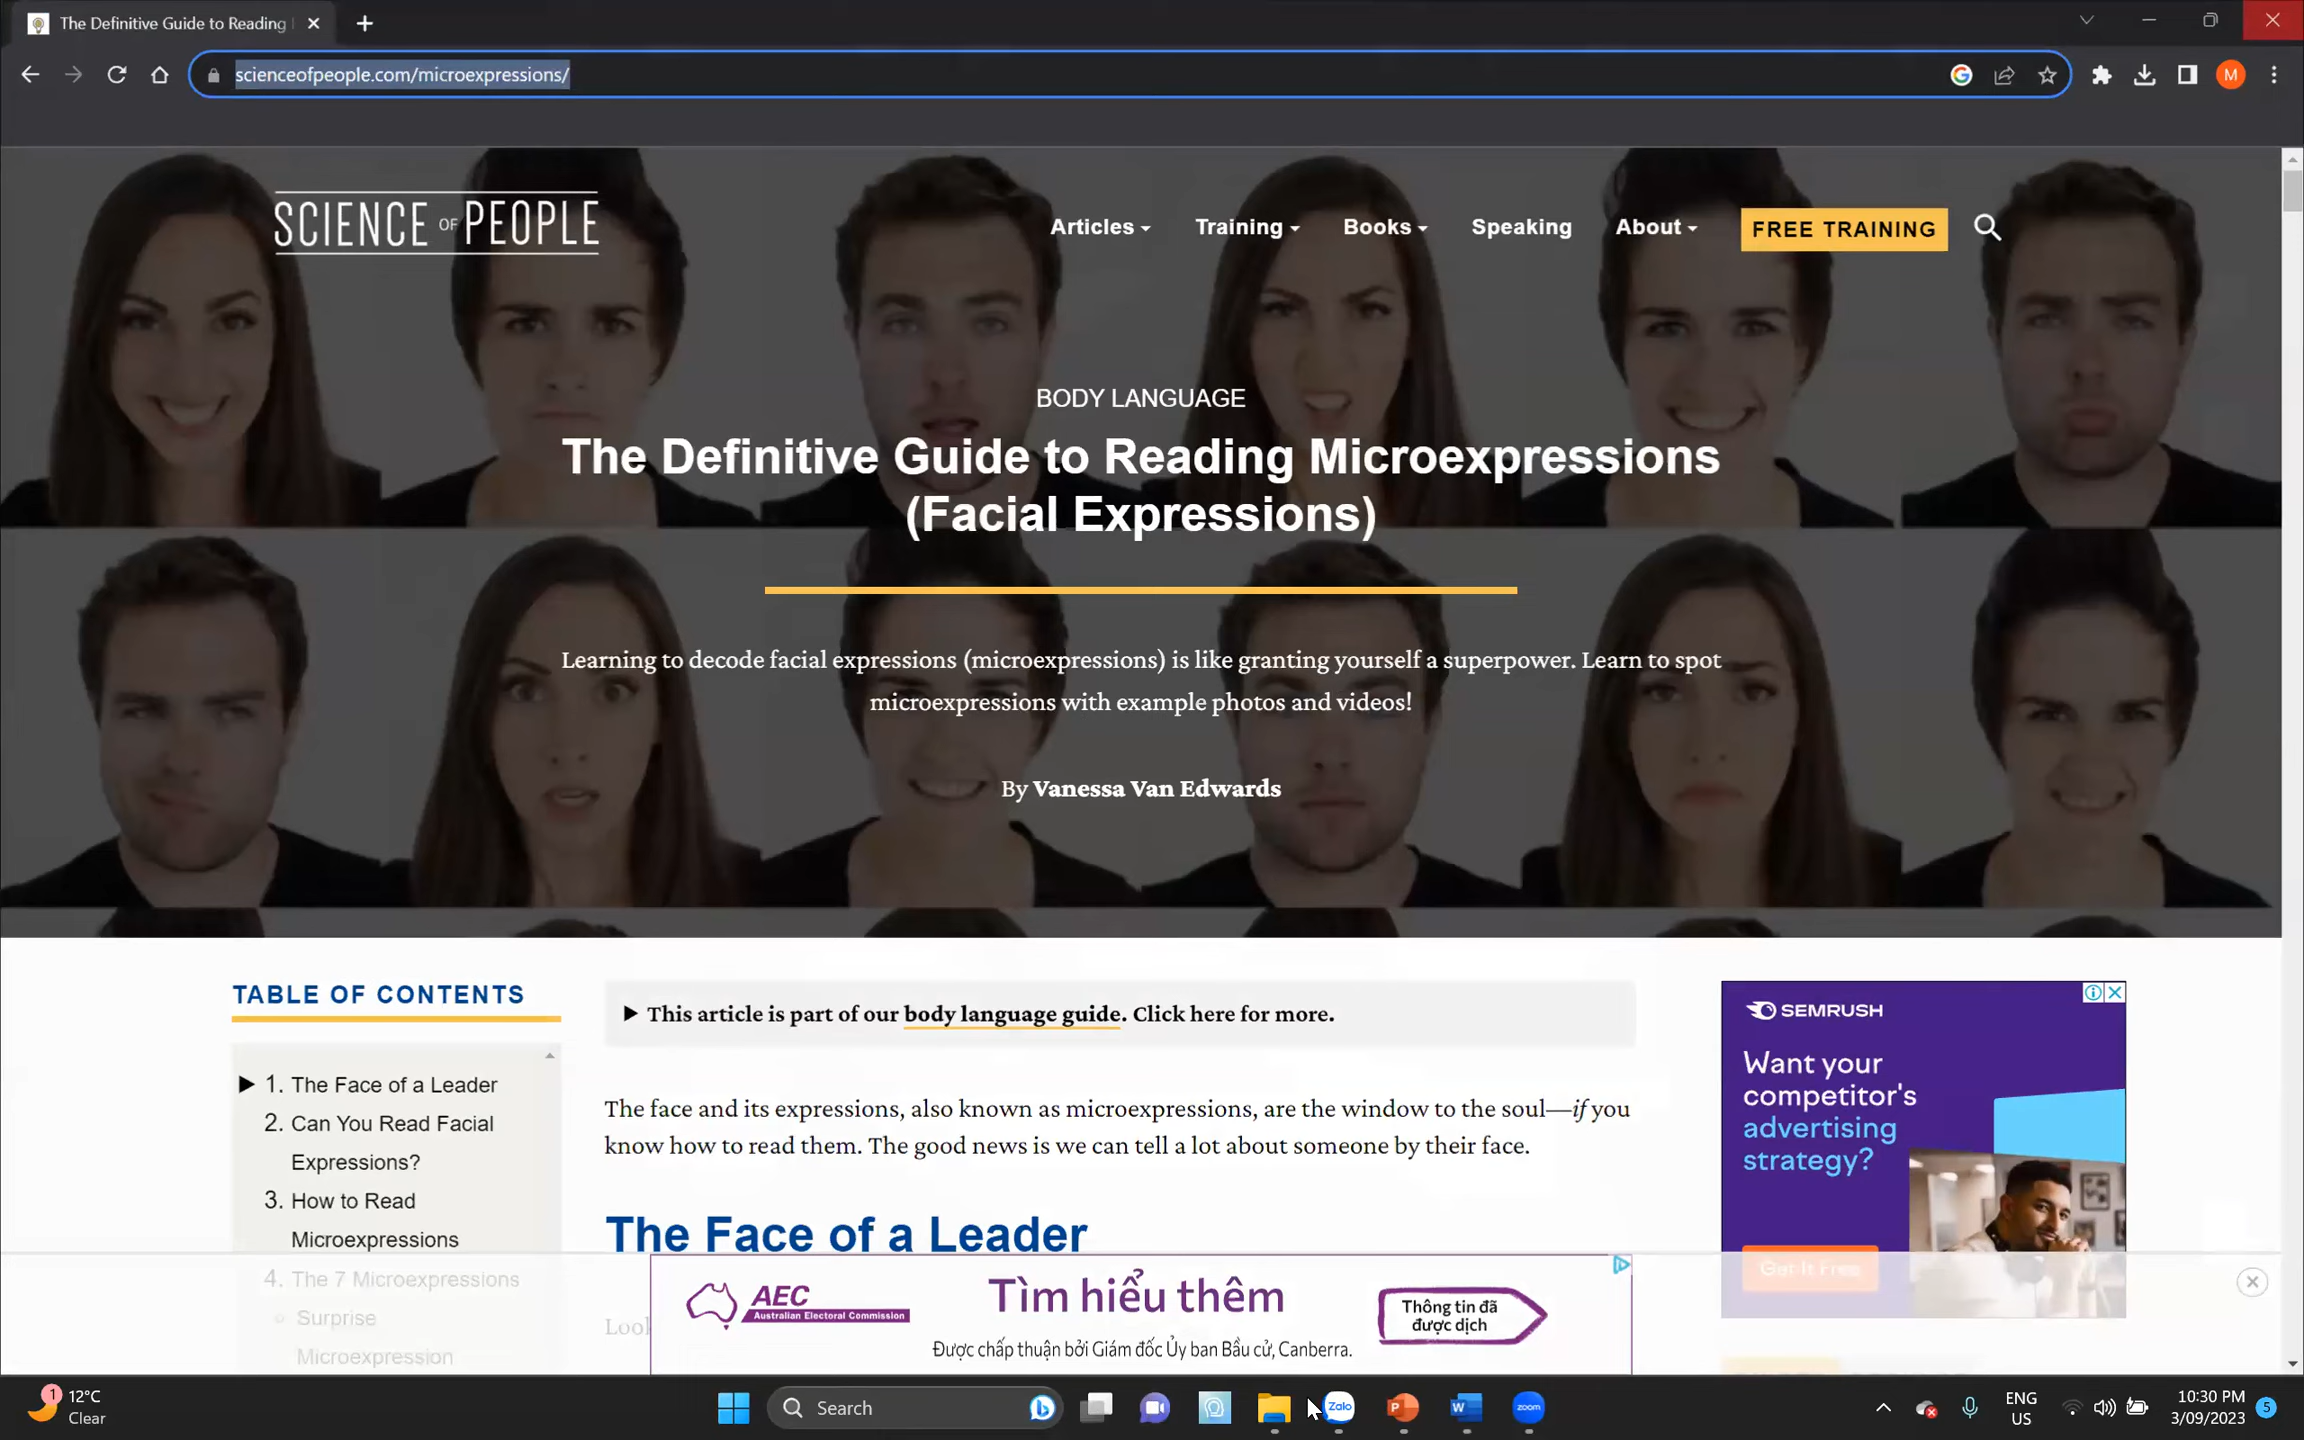 The Definitive Guide to Reading
scienceofpeople.com/microexpressions/
M
SCIENCE OF PEOPLE
Articles
Training
Books
Speaking
About
FREE TRAINING
BODY LANGUAGE
The Definitive Guide to Reading Microexpressions
(Facial Expressions)
Learning to decode facial expressions (microexpressions) is like granting yourself a superpower. Learn to spot
microexpressions with example photos and videos!
By Vanessa Van Edwards
TABLE OF CONTENTS
1. The Face of a Leader
2. Can You Read Facial
Expressions?
3. How to Read
Microexpressions
4. The 7 Microexpressions
Surprise
Microexpression
This article is part of our body language guide. Click here for more.
The face and its expressions, also known as microexpressions, are the window to the soul—if you
know how to read them. The good news is we can tell a lot about someone by their face.
The Face of a Leader
SEMRUSH
Want your
competitor's
advertising
strategy?
Get It Free
AEC
Australian Electoral Commission
Tìm hiểu thêm
Được chấp thuận bởi Giám đốc Ủy ban Bầu cử, Canberra.
Thông tin đã
được dịch
1
12°C
Clear
Search
Zalo
P
W
zoom
ENG
US
10:30 PM
3/09/2023
5